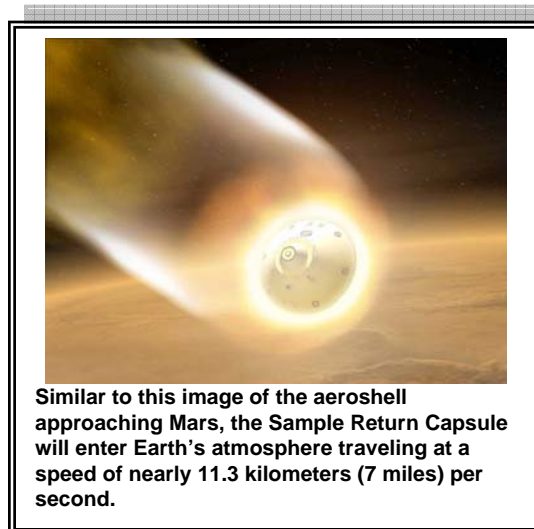 Similar to this image of the aeroshell
approaching Mars, the Sample Return Capsule
will enter Earth's atmosphere traveling at a
speed of nearly 11.3 kilometers (7 miles) per
second.